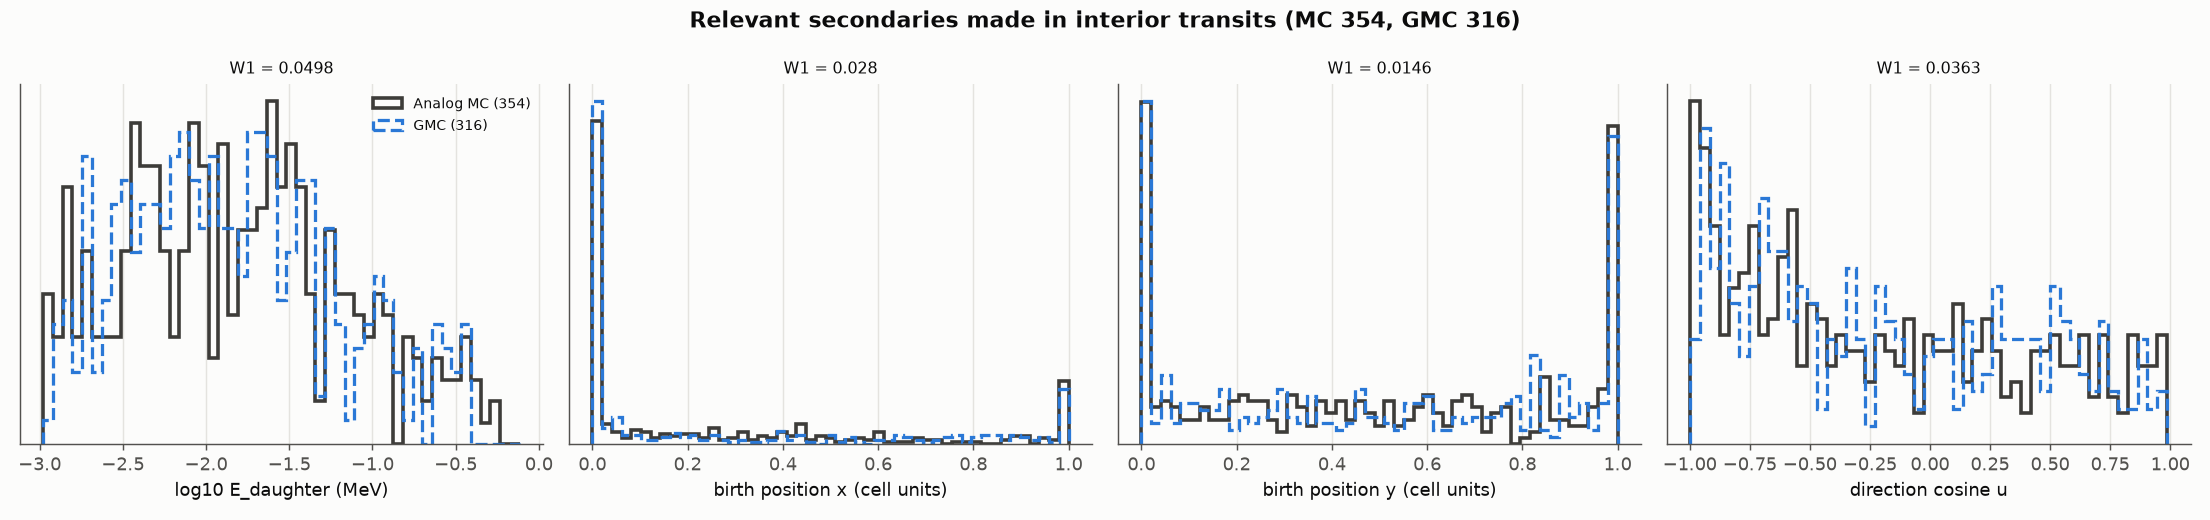 Relevant secondaries made in interior transits (MC 354, GMC 316)
W1 = 0.0498
Analog MC (354)
GMC (316)
−3.0 −2.5 −2.0 −1.5 −1.0 −0.5 0.0
log10 E_daughter (MeV)
W1 = 0.028
0.0 0.2 0.4 0.6 0.8 1.0
birth position x (cell units)
W1 = 0.0146
0.0 0.2 0.4 0.6 0.8 1.0
birth position y (cell units)
W1 = 0.0363
−1.00 −0.75 −0.50 −0.25 0.00 0.25 0.50 0.75 1.00
direction cosine u